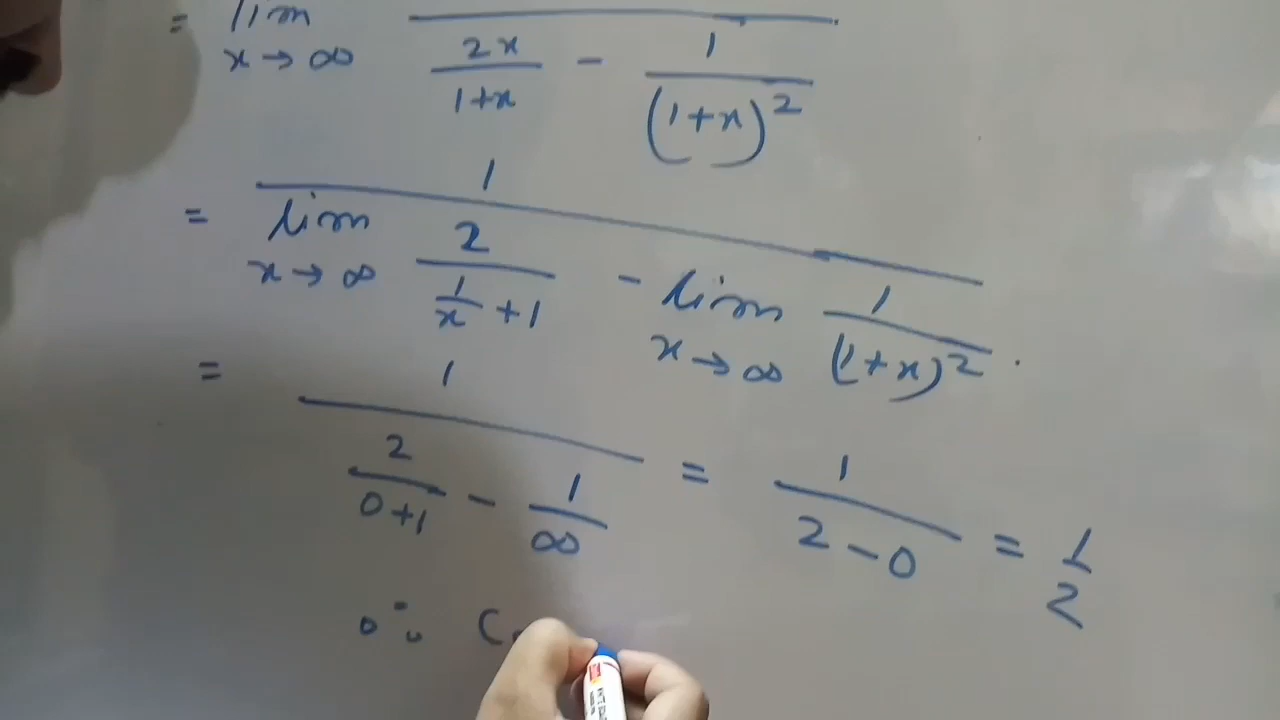 = lim x→∞ 1/(2x/(1+x) - 1/(1+x)^2)
= 1/(lim x→∞ 2/(1/x +1) - lim x→∞ 1/(1+x)^2) .
= 1/(2/(0+1) - 1/∞) = 1/(2-0) = 1/2
∴